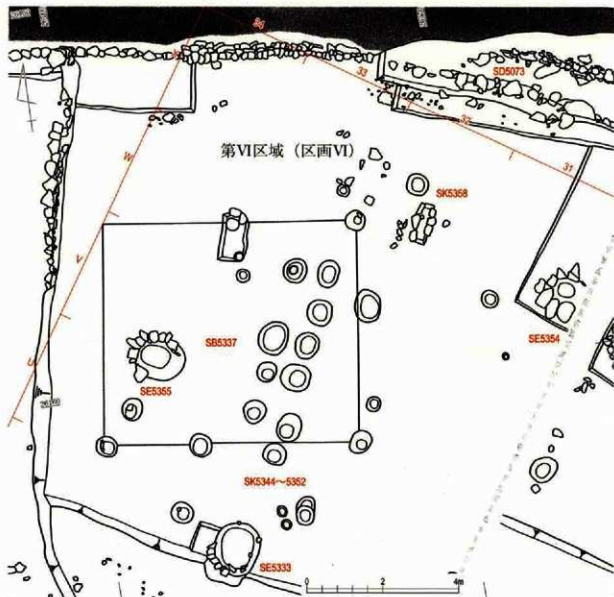 34
33
SD5073
32
第VI区域（区画VI）
31
W
SK5358
V
SB5337
SE5354
SE5355
U
SK5344～5352
SE5333
0 2 4m